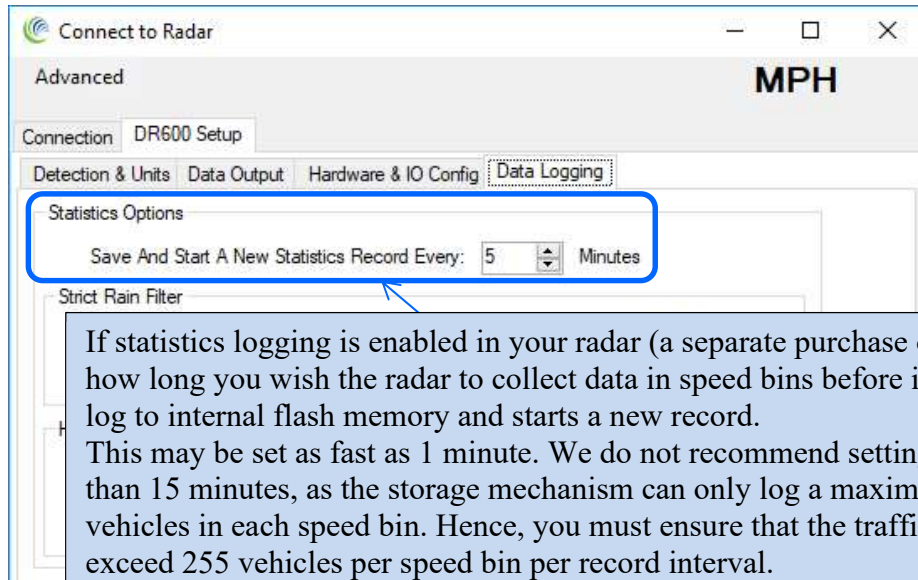 Connect to Radar
Advanced
MPH
Connection DR600 Setup
Detection & Units Data Output Hardware & IO Config Data Logging
Statistics Options
Save And Start A New Statistics Record Every: 5 Minutes
Strict Rain Filter
If statistics logging is enabled in your radar (a separate purchase
how long you wish the radar to collect data in speed bins before
log to internal flash memory and starts a new record.
This may be set as fast as 1 minute. We do not recommend
than 15 minutes, as the storage mechanism can only log a
vehicles in each speed bin. Hence, you must ensure that the
exceed 255 vehicles per speed bin per record interval.